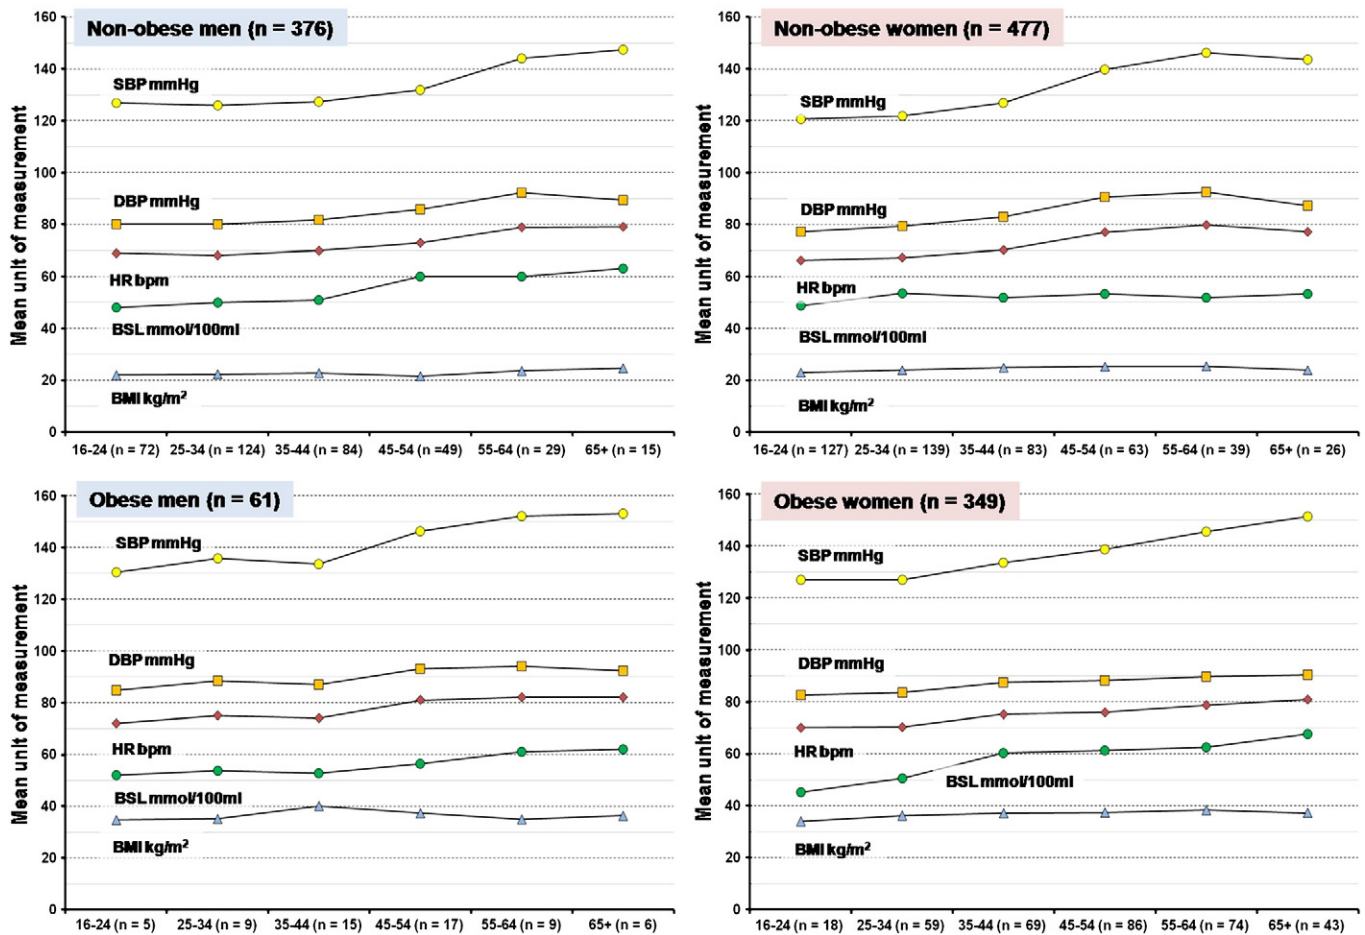 Non-obese men (n = 376)
Mean unit of measurement
160
140
120
100
80
60
40
20
0
SBP mmHg
DBP mmHg
HR bpm
BSL mmol/100ml
BMI kg/m²
16-24 (n = 72) 25-34 (n = 124) 35-44 (n = 84) 45-54 (n =49) 55-64 (n = 29) 65+ (n = 15)
Non-obese women (n = 477)
Mean unit of measurement
160
140
120
100
80
60
40
20
0
SBP mmHg
DBP mmHg
HR bpm
BSL mmol/100ml
BMI kg/m²
16-24 (n = 127) 25-34 (n = 139) 35-44 (n = 83) 45-54 (n = 63) 55-64 (n = 39) 65+ (n = 26)
Obese men (n = 61)
Mean unit of measurement
160
140
120
100
80
60
40
20
0
SBP mmHg
DBP mmHg
HR bpm
BSL mmol/100ml
BMI kg/m²
16-24 (n = 5) 25-34 (n = 9) 35-44 (n = 15) 45-54 (n = 17) 55-64 (n = 9) 65+ (n = 6)
Obese women (n = 349)
Mean unit of measurement
160
140
120
100
80
60
40
20
0
SBP mmHg
DBP mmHg
HR bpm
BSL mmol/100ml
BMI kg/m²
16-24 (n = 18) 25-34 (n = 59) 35-44 (n = 69) 45-54 (n = 86) 55-64 (n = 74) 65+ (n = 43)